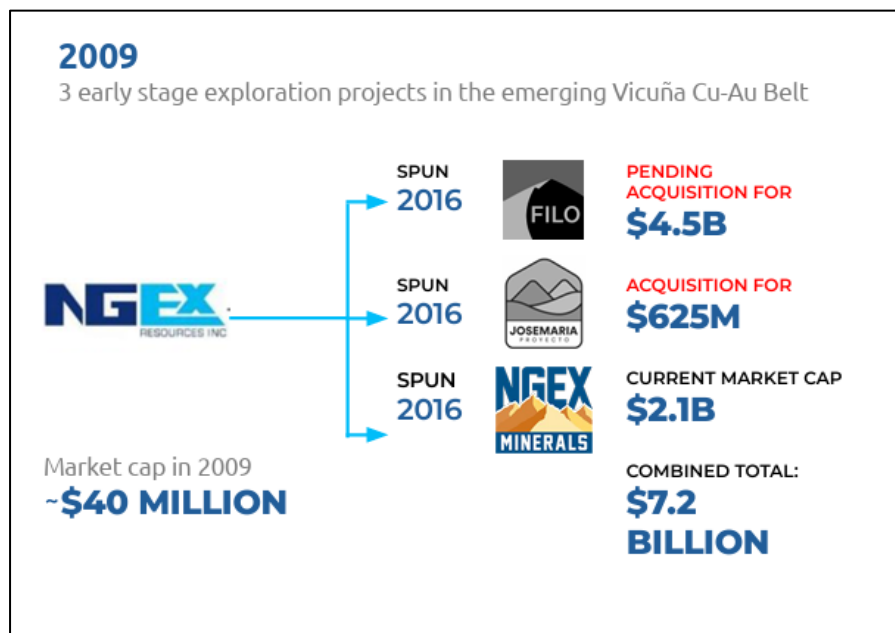 2009
3 early stage exploration projects in the emerging Vicuña Cu-Au Belt
SPUN
2016
FILO
PENDING
ACQUISITION FOR
$4.5B
NGEX
RESOURCES INC
SPUN
2016
JOSEMARIA
PROYECTO
ACQUISITION FOR
$625M
SPUN
2016
NGEX
MINERALS
CURRENT MARKET CAP
$2.1B
Market cap in 2009
~$40 MILLION
COMBINED TOTAL:
$7.2
BILLION